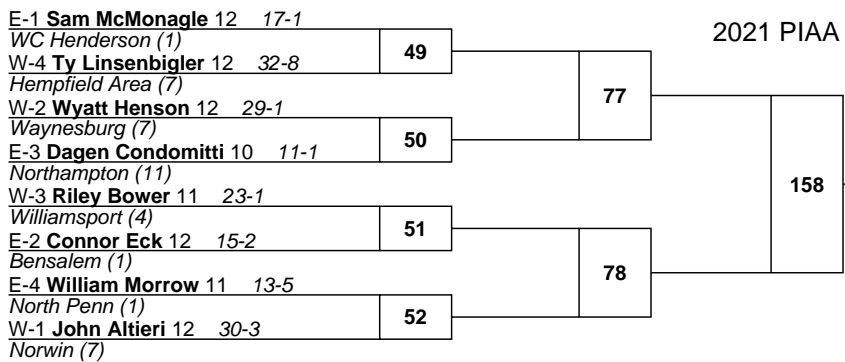 E-1 Sam McMonagle 12 17-1
2021 PIAA
WC Henderson (1)
49
W-4 Ty Linsenbigler 12 32-8
Hempfield Area (7)
77
W-2 Wyatt Henson 12 29-1
Waynesburg (7)
50
E-3 Dagen Condomitti 10 11-1
Northampton (11)
158
W-3 Riley Bower 11 23-1
Williamsport (4)
51
E-2 Connor Eck 12 15-2
Bensalem (1)
78
E-4 William Morrow 11 13-5
North Penn (1)
52
W-1 John Altieri 12 30-3
Norwin (7)